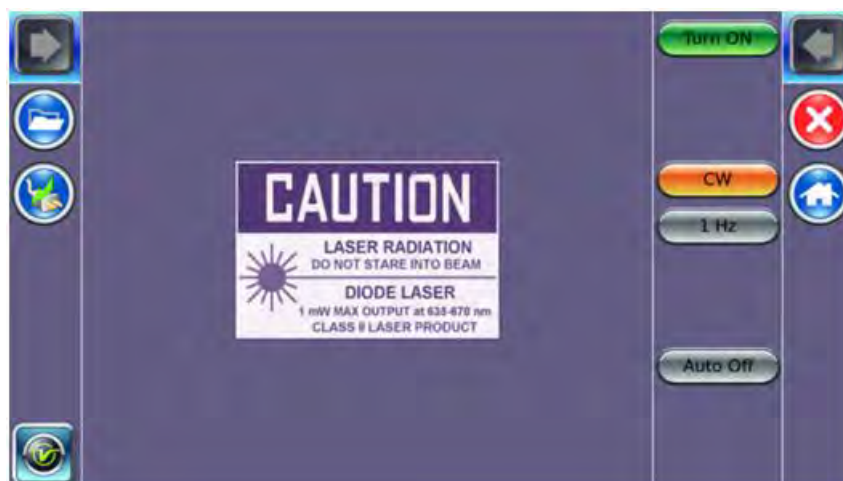 Turn ON
CAUTION
LASER RADIATION
DO NOT STARE INTO BEAM
DIODE LASER
1 mW MAX OUTPUT at 635-670 nm
CLASS II LASER PRODUCT
CW
1 Hz
Auto Off